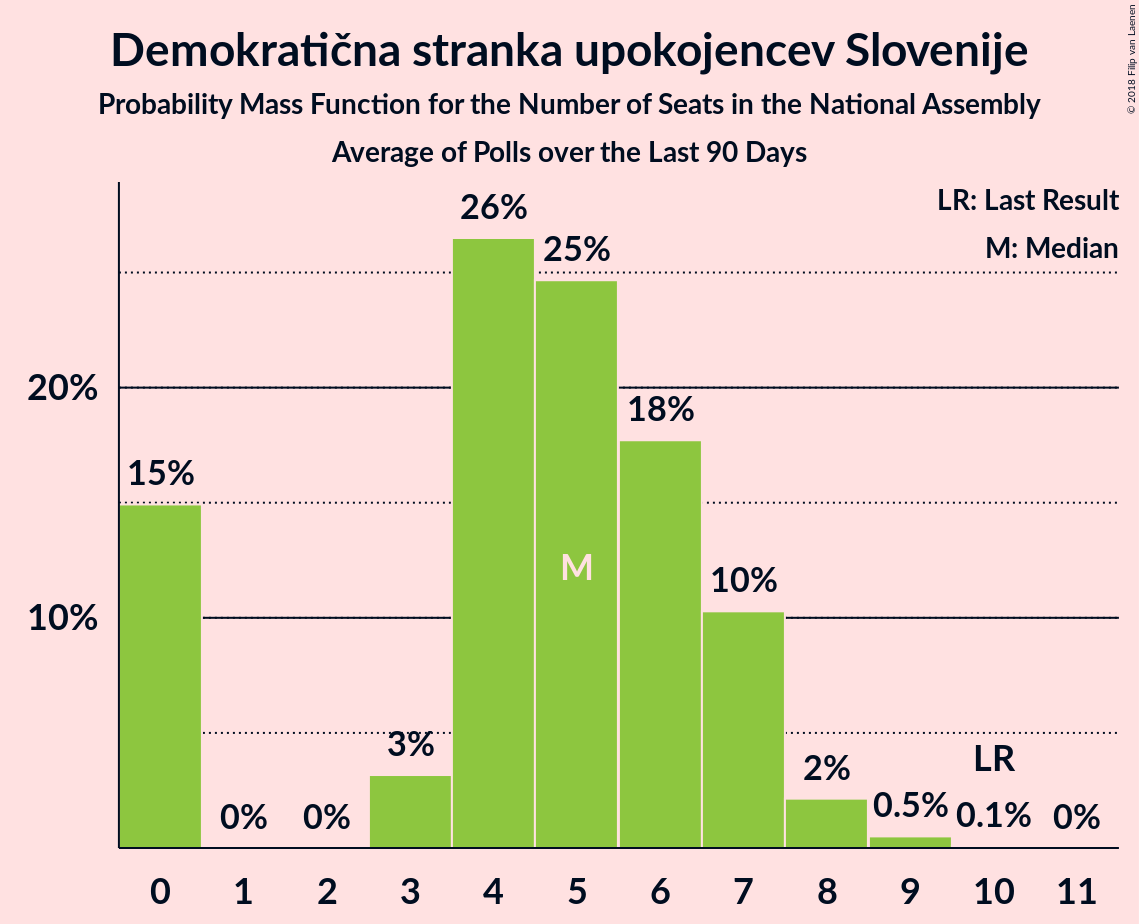 Demokratična stranka upokojencev Slovenije
Probability Mass Function for the Number of Seats in the National Assembly
Average of Polls over the Last 90 Days
© 2018 Filip van Laenen
LR: Last Result
M: Median
26%
25%
20%
18%
15%
M
10%
10%
3%
2%
LR
0%
0%
0.5%
0.1%
0%
0 1 2 3 4 5 6 7 8 9 10 11